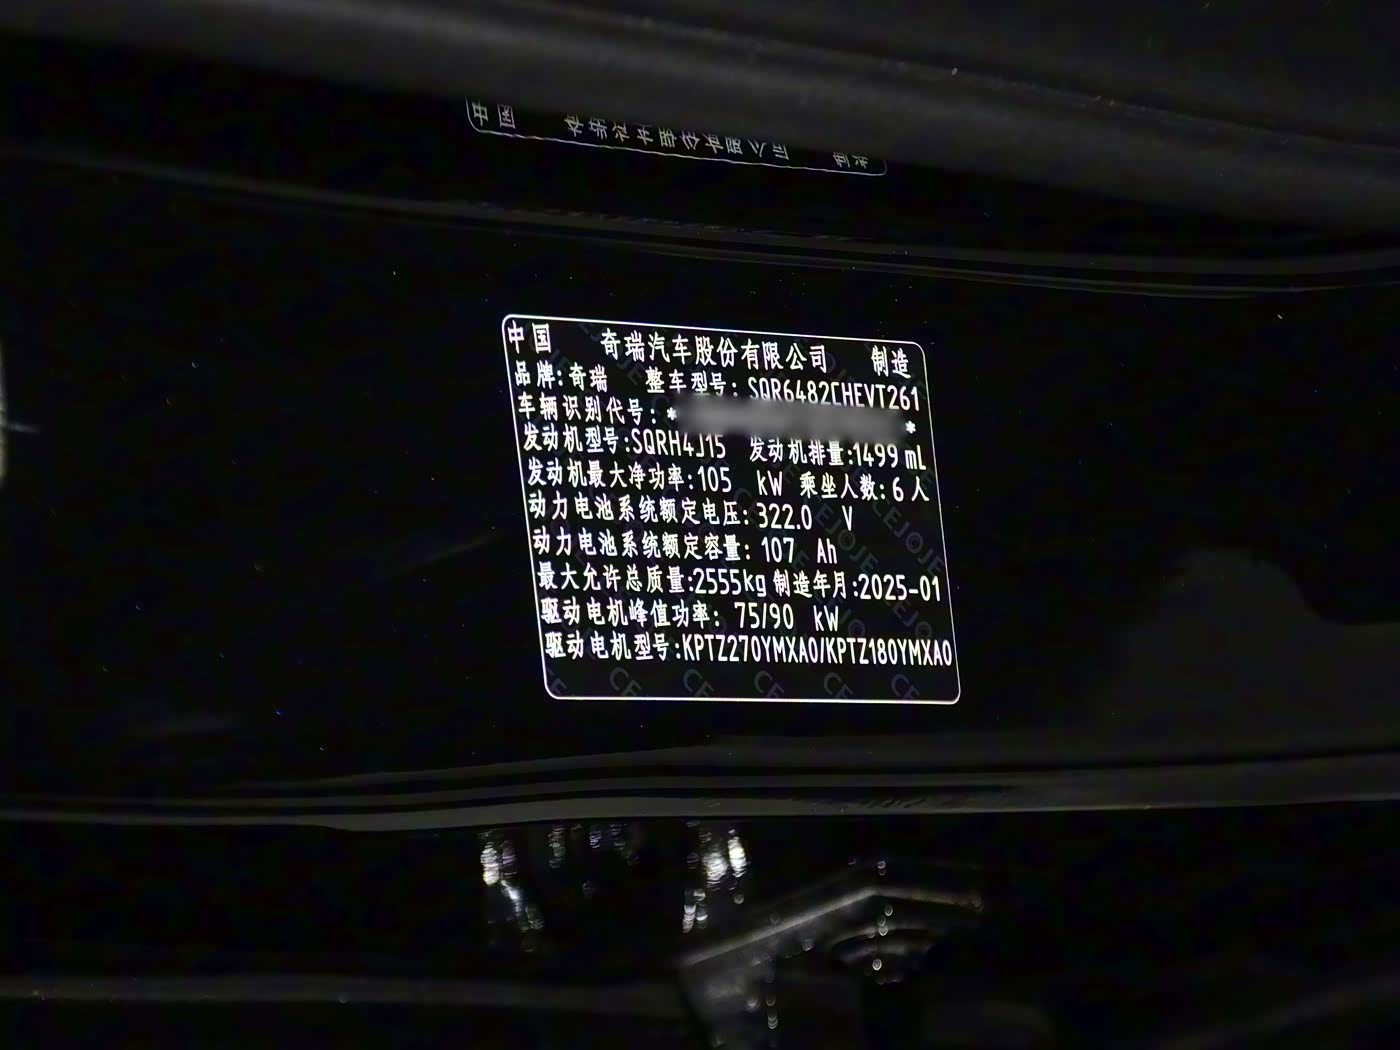 中国 奇瑞汽车股份有限公司 制造
品牌:奇瑞 整车型号: SQR6482CHEVT261
车辆识别代号: * *
发动机型号:SQRH4J15 发动机排量:1499 mL
发动机最大净功率:105 kW 乘坐人数:6人
动力电池系统额定电压:322.0 V
动力电池系统额定容量: 107 Ah
最大允许总质量:2555kg 制造年月:2025-01
驱动电机峰值功率: 75/90 kW
驱动电机型号:KPTZ270YMXA0/KPTZ180YMXA0